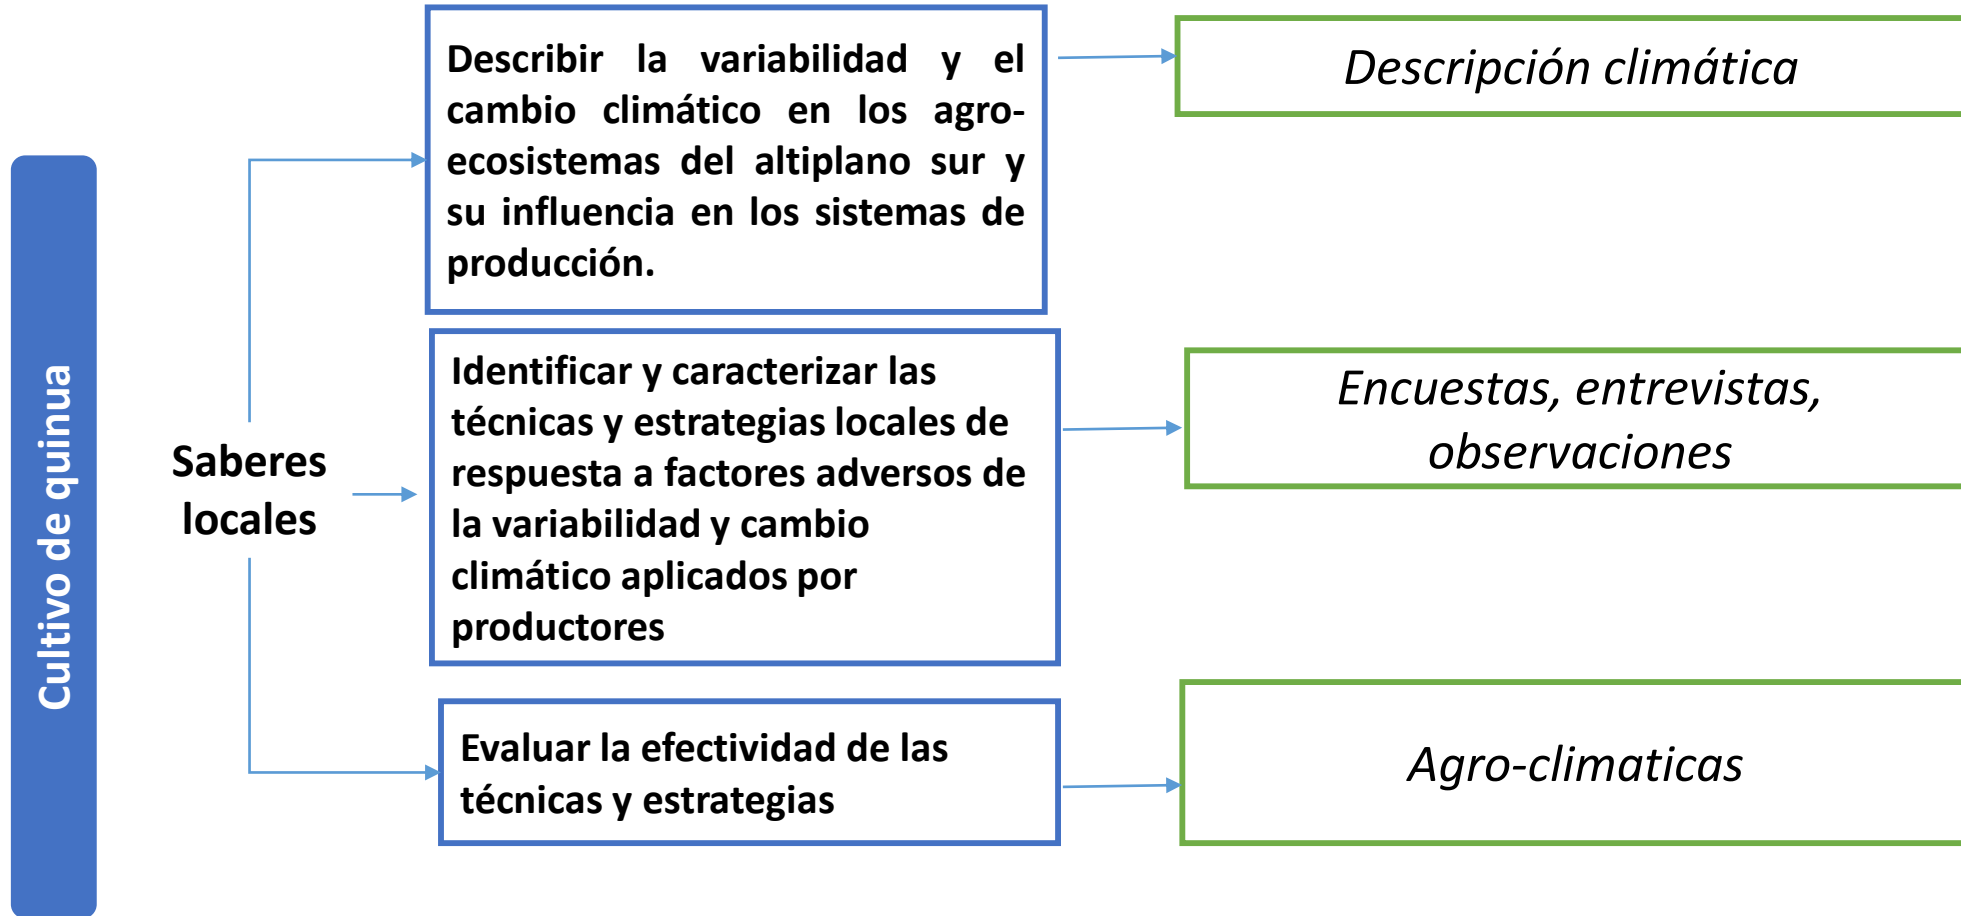 Cultivo de quinua
Saberes
locales
Describir la variabilidad y el
cambio climático en los agro-
ecosistemas del altiplano sur y
su influencia en los sistemas de
producción.
Descripción climática
Identificar y caracterizar las
técnicas y estrategias locales de
respuesta a factores adversos de
la variabilidad y cambio
climático aplicados por
productores
Encuestas, entrevistas,
observaciones
Evaluar la efectividad de las
técnicas y estrategias
Agro-climaticas